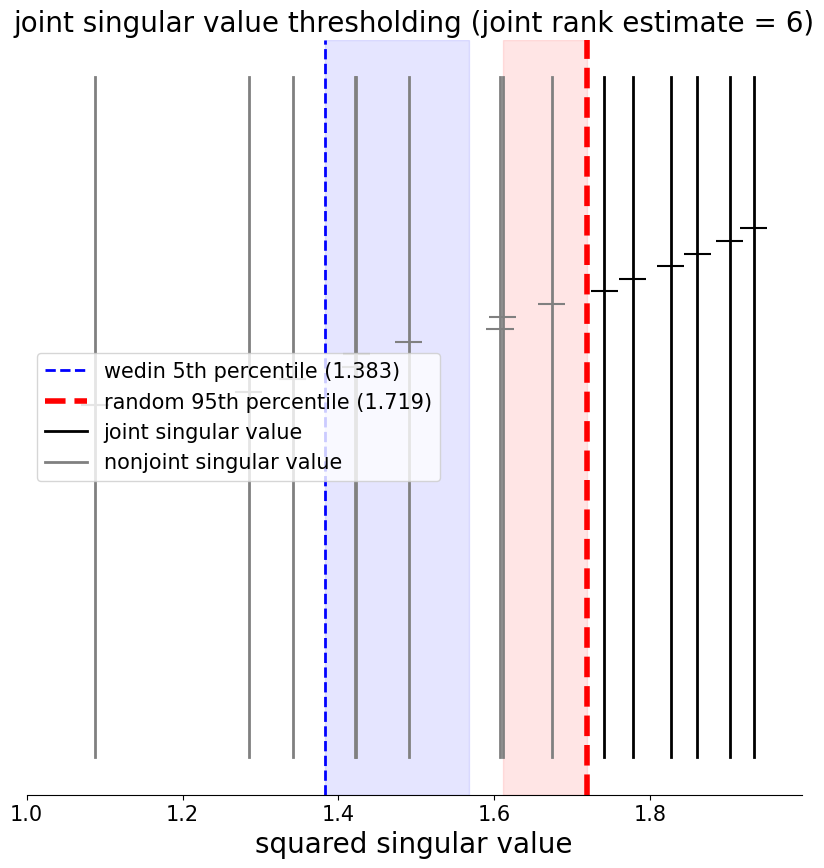 joint singular value thresholding (joint rank estimate = 6)
wedin 5th percentile (1.383)
random 95th percentile (1.719)
joint singular value
nonjoint singular value
1.0 1.2 1.4 1.6 1.8
squared singular value